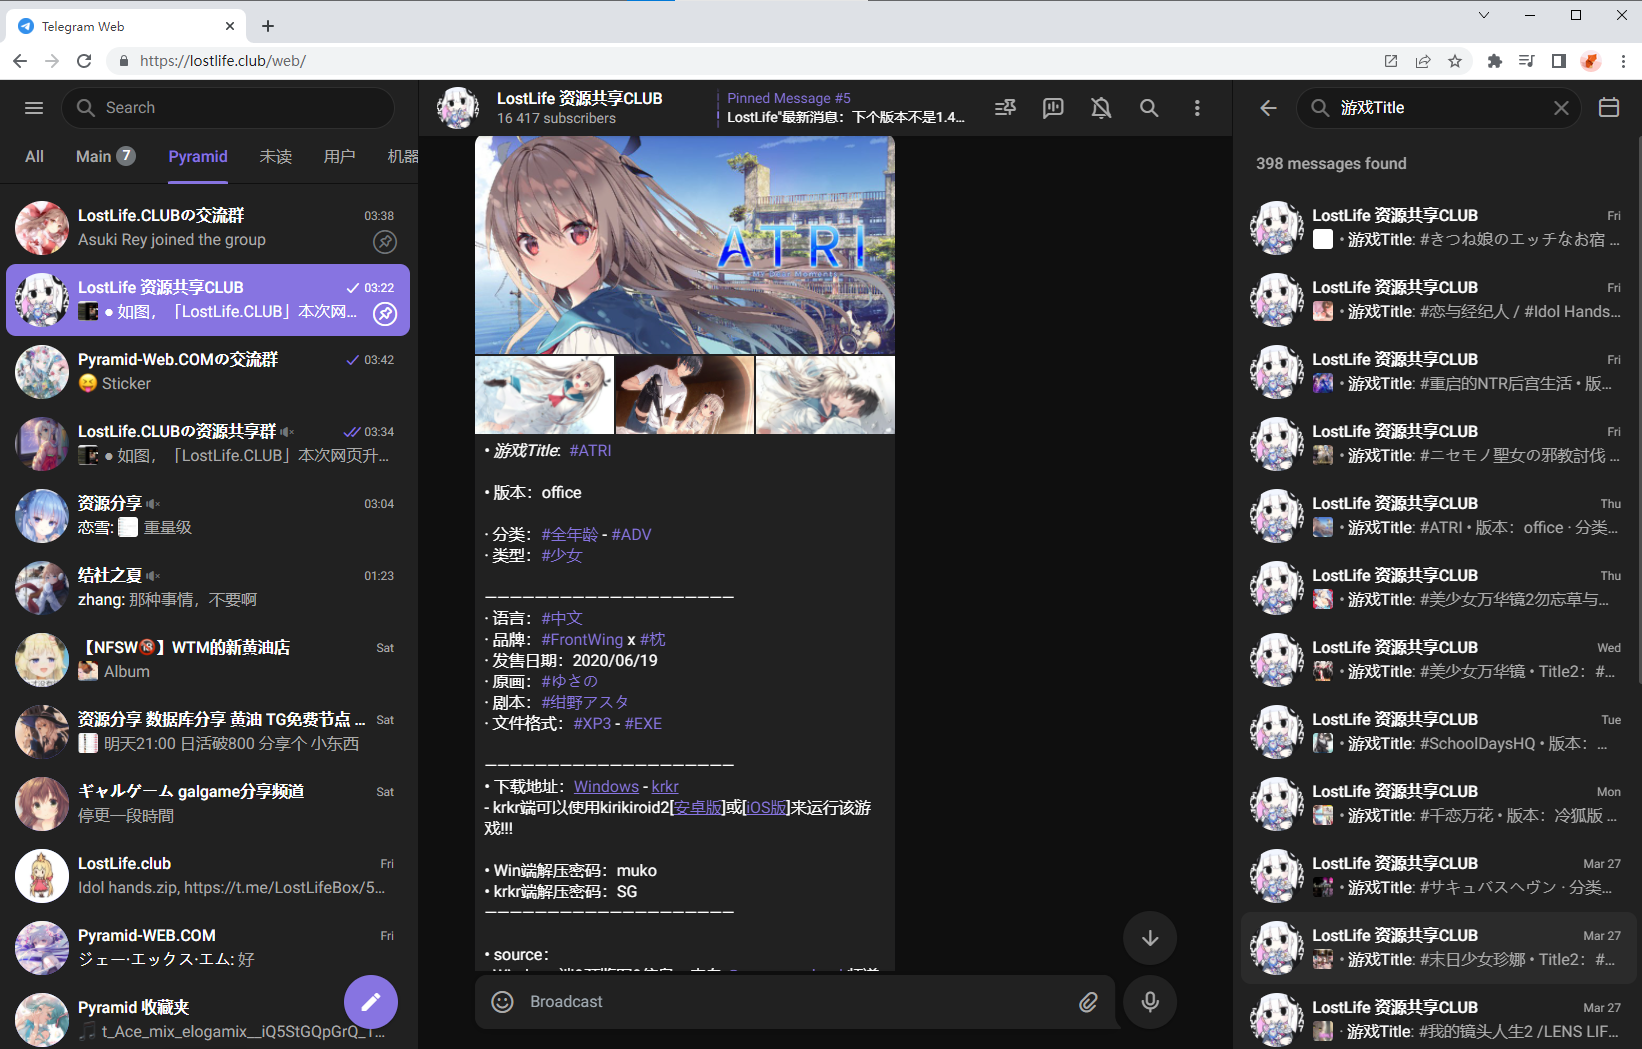 Telegram Web
https://lostlife.club/web/
Search
All
Main 7
Pyramid
未读
用户
机器
LostLife.CLUBの交流群
03:38
Asuki Rey joined the group
LostLife 资源共享CLUB
03:22
● 如图，「LostLife.CLUB」本次网...
Pyramid-Web.COMの交流群
03:42
Sticker
LostLife.CLUBの资源共享群
03:34
● 如图，「LostLife.CLUB」本次网页升...
资源分享
03:04
恋雪: 重量级
结社之夏
01:23
zhang: 那种事情，不要啊
【NFSW🔞】WTM的新黄油店
Sat
Album
资源分享 数据库分享 黄油 TG免费节点 ...
Sat
明天21:00 日活破800 分享个 小东西
ギャルゲーム galgame分享频道
Sat
停更一段時間
LostLife.club
Fri
Idol hands.zip, https://t.me/LostLifeBox/5...
Pyramid-WEB.COM
Fri
ジェー·エックス·エム: 好
Pyramid 收藏夹
t_Ace_mix_elogamix__iQ5StGQpGrQ_1...
LostLife 资源共享CLUB
16 417 subscribers
Pinned Message #5
LostLife"最新消息：下个版本不是1.4...
ATRI
-My Dear Moments-
• 游戏Title: #ATRI
• 版本：office
· 分类：#全年龄 - #ADV
· 类型：#少女
————————————————————
· 语言：#中文
· 品牌：#FrontWing x #枕
· 发售日期：2020/06/19
· 原画：#ゆさの
· 剧本：#绀野アスタ
· 文件格式：#XP3 - #EXE
————————————————————
• 下载地址：Windows - krkr
- krkr端可以使用kirikiroid2[安卓版]或[iOS版]来运行该游
戏!!!
• Win端解压密码：muko
• krkr端解压密码：SG
————————————————————
• source：
Broadcast
游戏Title
398 messages found
LostLife 资源共享CLUB
Fri
• 游戏Title: #きつね娘のエッチなお宿 ...
LostLife 资源共享CLUB
Fri
• 游戏Title: #恋与经纪人 / #Idol Hands...
LostLife 资源共享CLUB
Fri
• 游戏Title: #重启的NTR后宫生活 • 版...
LostLife 资源共享CLUB
Fri
• 游戏Title: #ニセモノ聖女の邪教討伐 ...
LostLife 资源共享CLUB
Thu
• 游戏Title: #ATRI • 版本：office · 分类...
LostLife 资源共享CLUB
Thu
• 游戏Title: #美少女万华镜2勿忘草与...
LostLife 资源共享CLUB
Wed
• 游戏Title: #美少女万华镜 • Title2：#...
LostLife 资源共享CLUB
Tue
• 游戏Title: #SchoolDaysHQ • 版本：...
LostLife 资源共享CLUB
Mon
• 游戏Title: #千恋万花 • 版本：冷狐版 ...
LostLife 资源共享CLUB
Mar 27
• 游戏Title: #サキュバスヘヴン · 分类...
LostLife 资源共享CLUB
Mar 27
• 游戏Title: #末日少女珍娜 • Title2：#...
LostLife 资源共享CLUB
Mar 27
· 游戏Title: #我的镜头人生2 /LENS LIF...